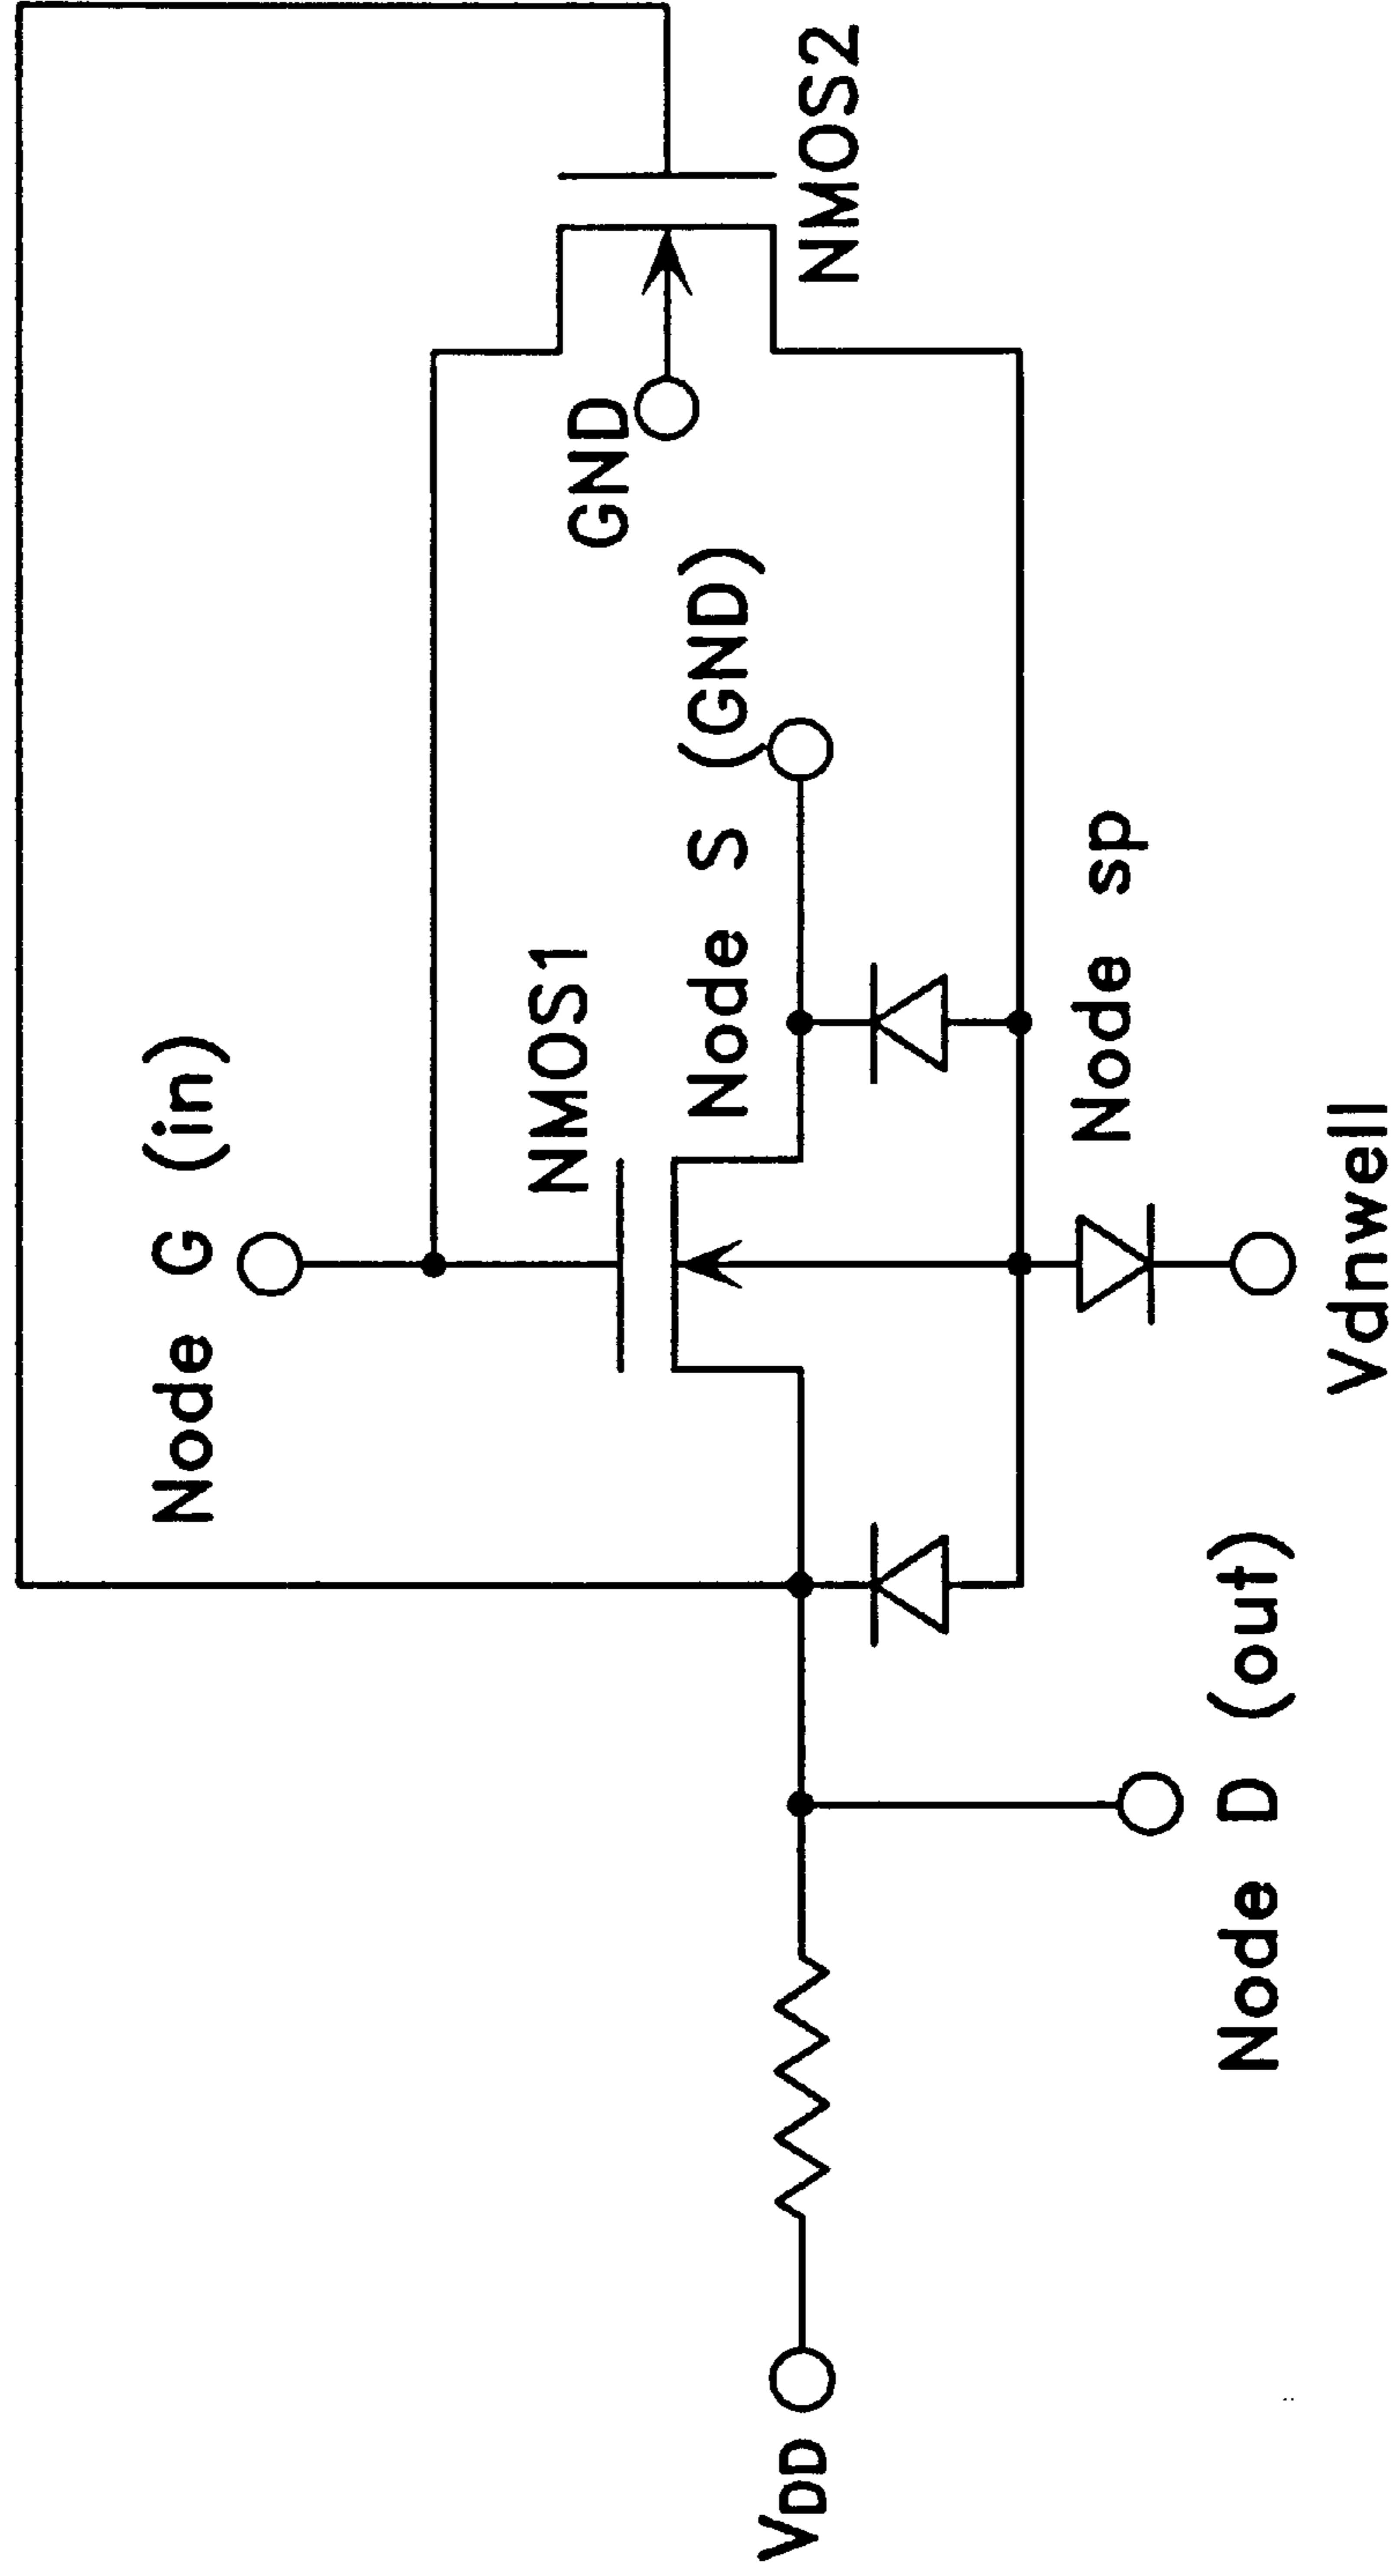 NMOS2
GND
Node S (GND)
NMOS1
Node G (in)
Node sp
Vdnwell
Node D (out)
VDD